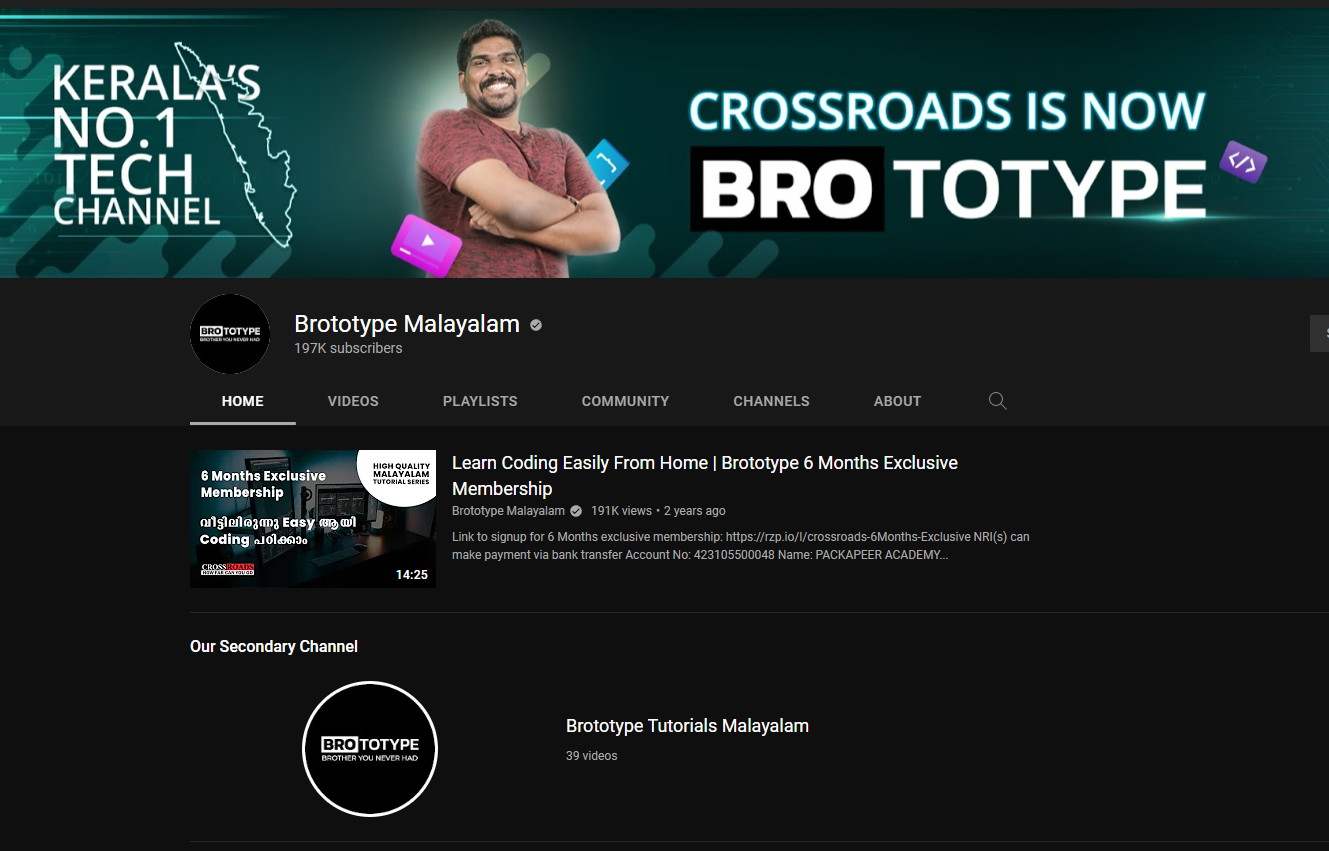 KERALA'S
NO.1
TECH
CHANNEL
CROSSROADS IS NOW
BROTOTYPE
BROTOTYPE
BROTHER YOU NEVER HAD
Brototype Malayalam
197K subscribers
HOME VIDEOS PLAYLISTS COMMUNITY CHANNELS ABOUT
6 Months Exclusive
Membership
വീട്ടിലിരുന്നു Easy ആയി
Coding പഠിക്കാം
HIGH QUALITY
MALAYALAM
TUTORIAL SERIES
CROSSROADS
HOW FAR CAN YOU GO
14:25
Learn Coding Easily From Home | Brototype 6 Months Exclusive
Membership
Brototype Malayalam 191K views • 2 years ago
Link to signup for 6 Months exclusive membership: https://rzp.io/l/crossroads-6Months-Exclusive NRI(s) can
make payment via bank transfer Account No: 423105500048 Name: PACKAPEER ACADEMY...
Our Secondary Channel
BROTOTYPE
BROTHER YOU NEVER HAD
Brototype Tutorials Malayalam
39 videos